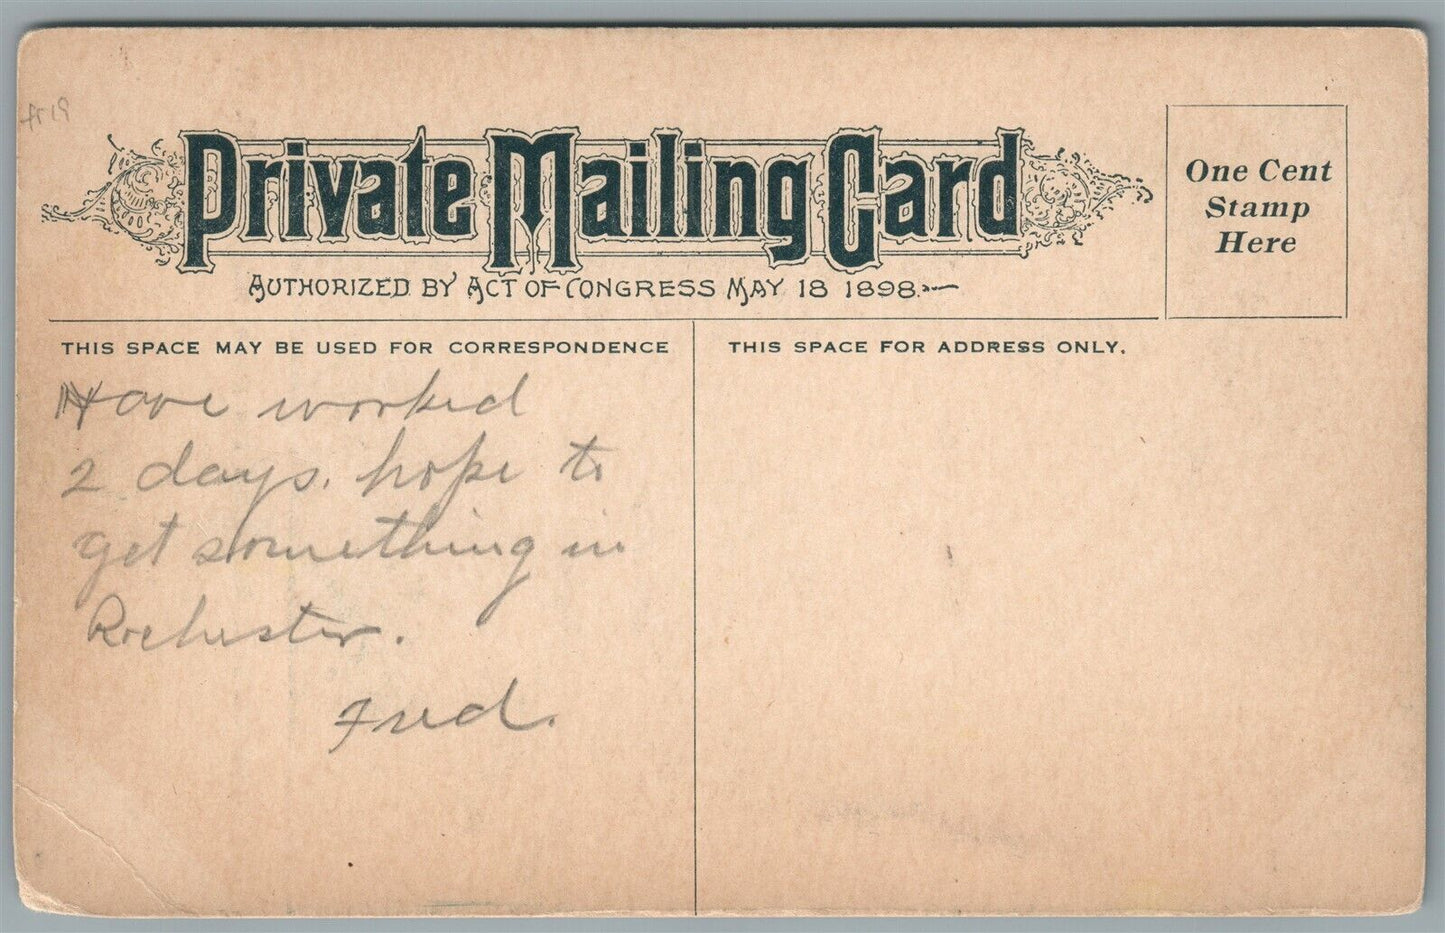 Private Mailing Card
AUTHORIZED BY ACT OF CONGRESS MAY 18 1898.
One Cent
Stamp
Here
THIS SPACE MAY BE USED FOR CORRESPONDENCE
Have worked
2 days. hope to
get something in
Rochester.
Fred.
THIS SPACE FOR ADDRESS ONLY.